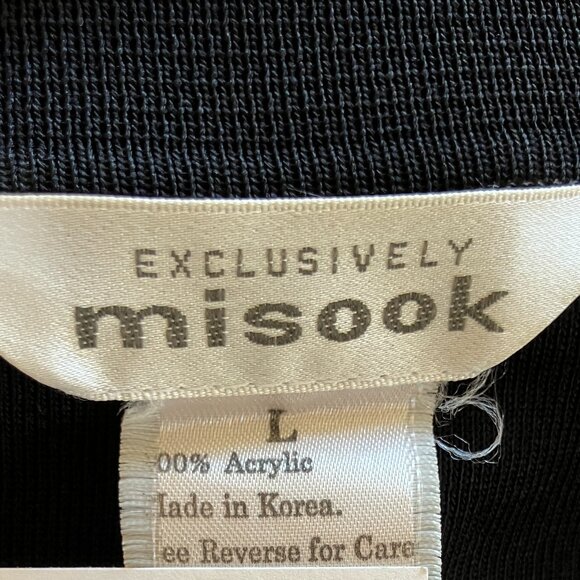 EXCLUSIVELY
misook
L
00% Acrylic
lade in Korea.
ee Reverse for Care